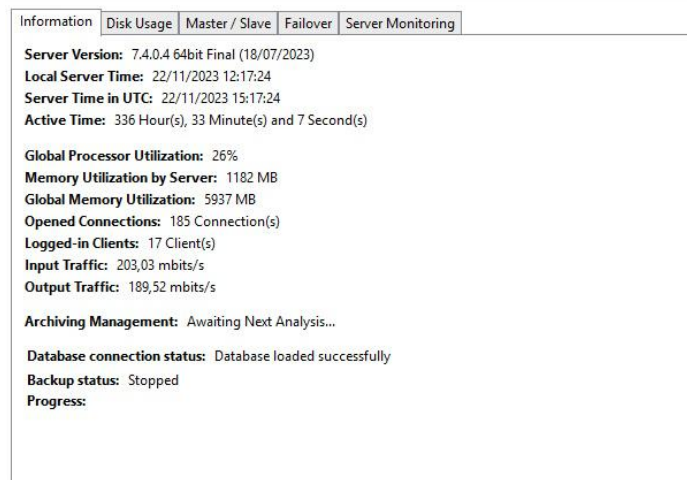 Information Disk Usage Master / Slave Failover Server Monitoring
Server Version: 7.4.0.4 64bit Final (18/07/2023)
Local Server Time: 22/11/2023 12:17:24
Server Time in UTC: 22/11/2023 15:17:24
Active Time: 336 Hour(s), 33 Minute(s) and 7 Second(s)
Global Processor Utilization: 26%
Memory Utilization by Server: 1182 MB
Global Memory Utilization: 5937 MB
Opened Connections: 185 Connection(s)
Logged-in Clients: 17 Client(s)
Input Traffic: 203,03 mbits/s
Output Traffic: 189,52 mbits/s
Archiving Management: Awaiting Next Analysis...
Database connection status: Database loaded successfully
Backup status: Stopped
Progress: